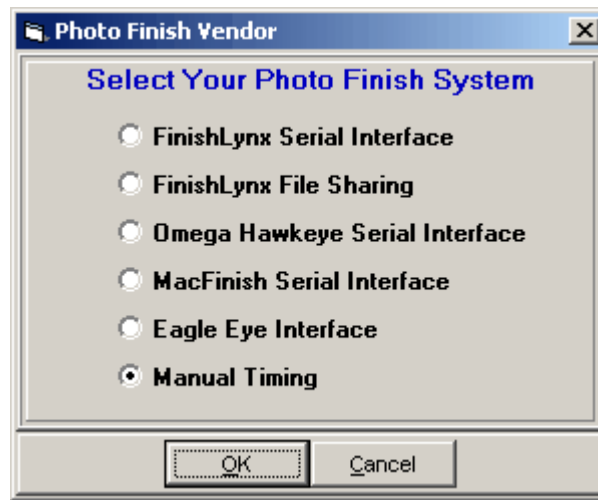 Photo Finish Vendor
Select Your Photo Finish System
FinishLynx Serial Interface
FinishLynx File Sharing
Omega Hawkeye Serial Interface
MacFinish Serial Interface
Eagle Eye Interface
Manual Timing
OK Cancel